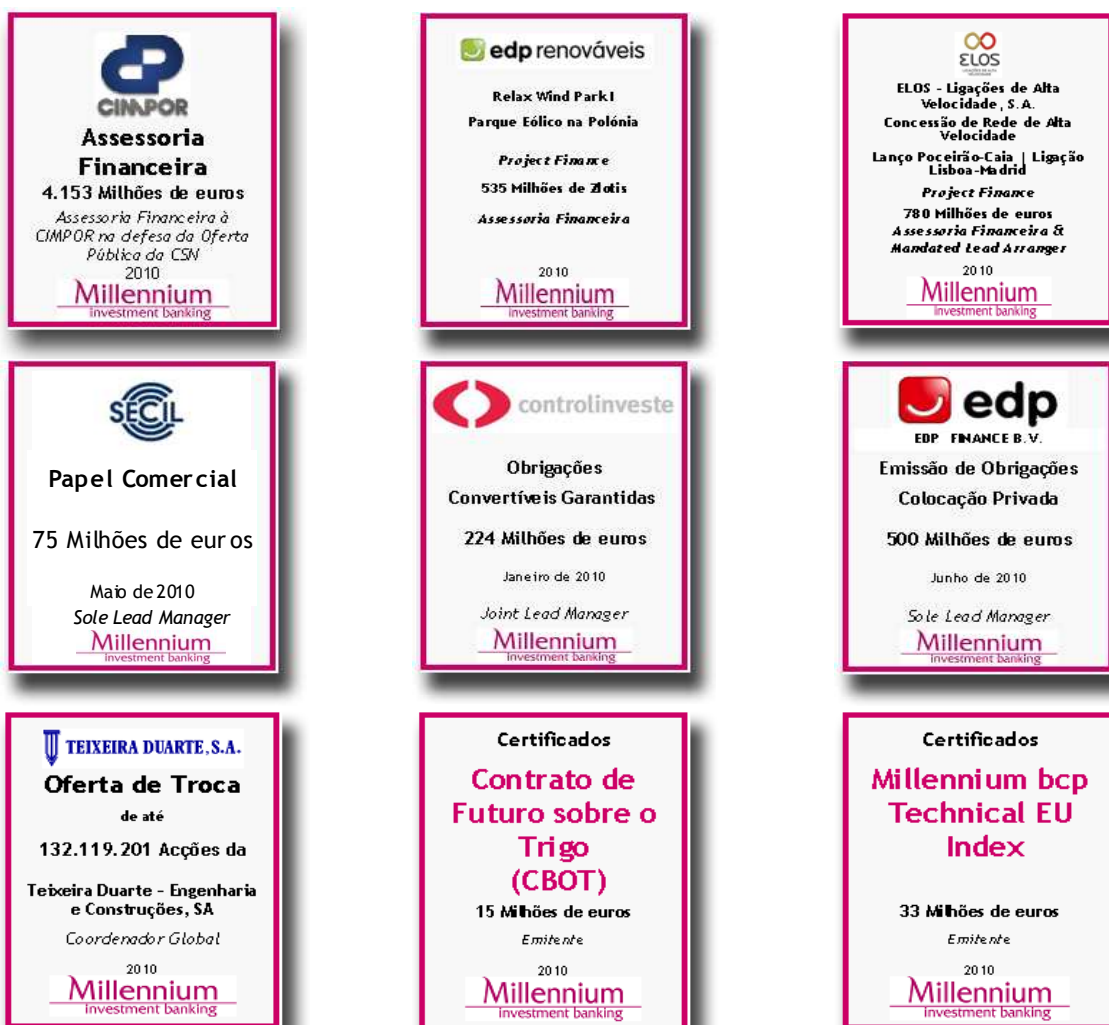 CIMPOR
Assessoria
Financeira
4.153 Milhões de euros
Assessoria Financeira à
CIMPOR na defesa da Oferta
Pública da CSN
2010
Millennium
investment banking
edp renováveis
Relax Wind Park I
Parque Eólico na Polónia
Project Finance
535 Milhões de Zlotis
Assessoria Financeira
2010
Millennium
investment banking
ELOS
LIGAÇÕES DE ALTA
VELOCIDADE
ELOS - Ligações de Alta
Velocidade, S.A.
Concessão de Rede de Alta
Velocidade
Lanço Poceirão-Caia | Ligação
Lisboa-Madrid
Project Finance
780 Milhões de euros
Assessoria Financeira &
Mandated Lead Arranger
2010
Millennium
investment banking
SECIL
Papel Comercial
75 Milhões de euros
Maio de 2010
Sole Lead Manager
Millennium
investment banking
controlinveste
Obrigações
Convertíveis Garantidas
224 Milhões de euros
Janeiro de 2010
Joint Lead Manager
Millennium
investment banking
edp
EDP FINANCE B.V.
Emissão de Obrigações
Colocação Privada
500 Milhões de euros
Junho de 2010
Sole Lead Manager
Millennium
investment banking
TEIXEIRA DUARTE, S.A.
Oferta de Troca
de até
132.119.201 Acções da
Teixeira Duarte - Engenharia
e Construções, SA
Coordenador Global
2010
Millennium
investment banking
Certificados
Contrato de
Futuro sobre o
Trigo
(CBOT)
15 Milhões de euros
Emitente
2010
Millennium
investment banking
Certificados
Millennium bcp
Technical EU
Index
33 Milhões de euros
Emitente
2010
Millennium
investment banking